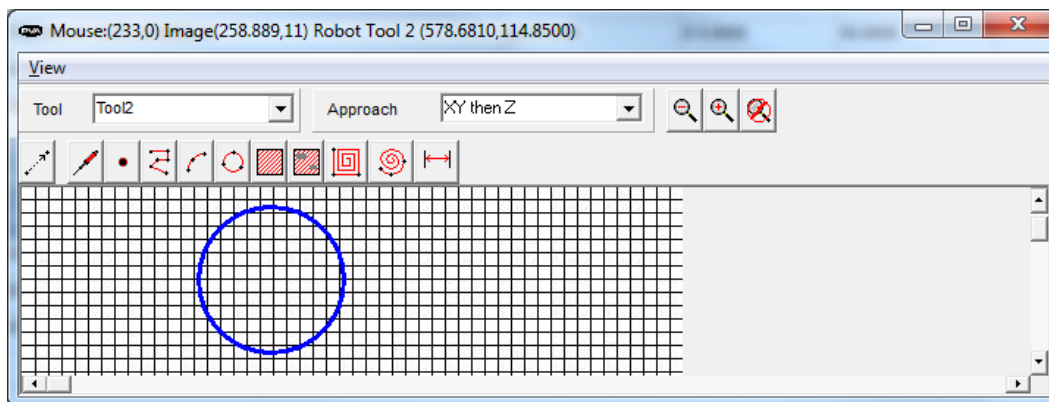 Mouse:(233,0) Image(258.889,11) Robot Tool 2 (578.6810,114.8500)
View
Tool Tool2 Approach XY then Z